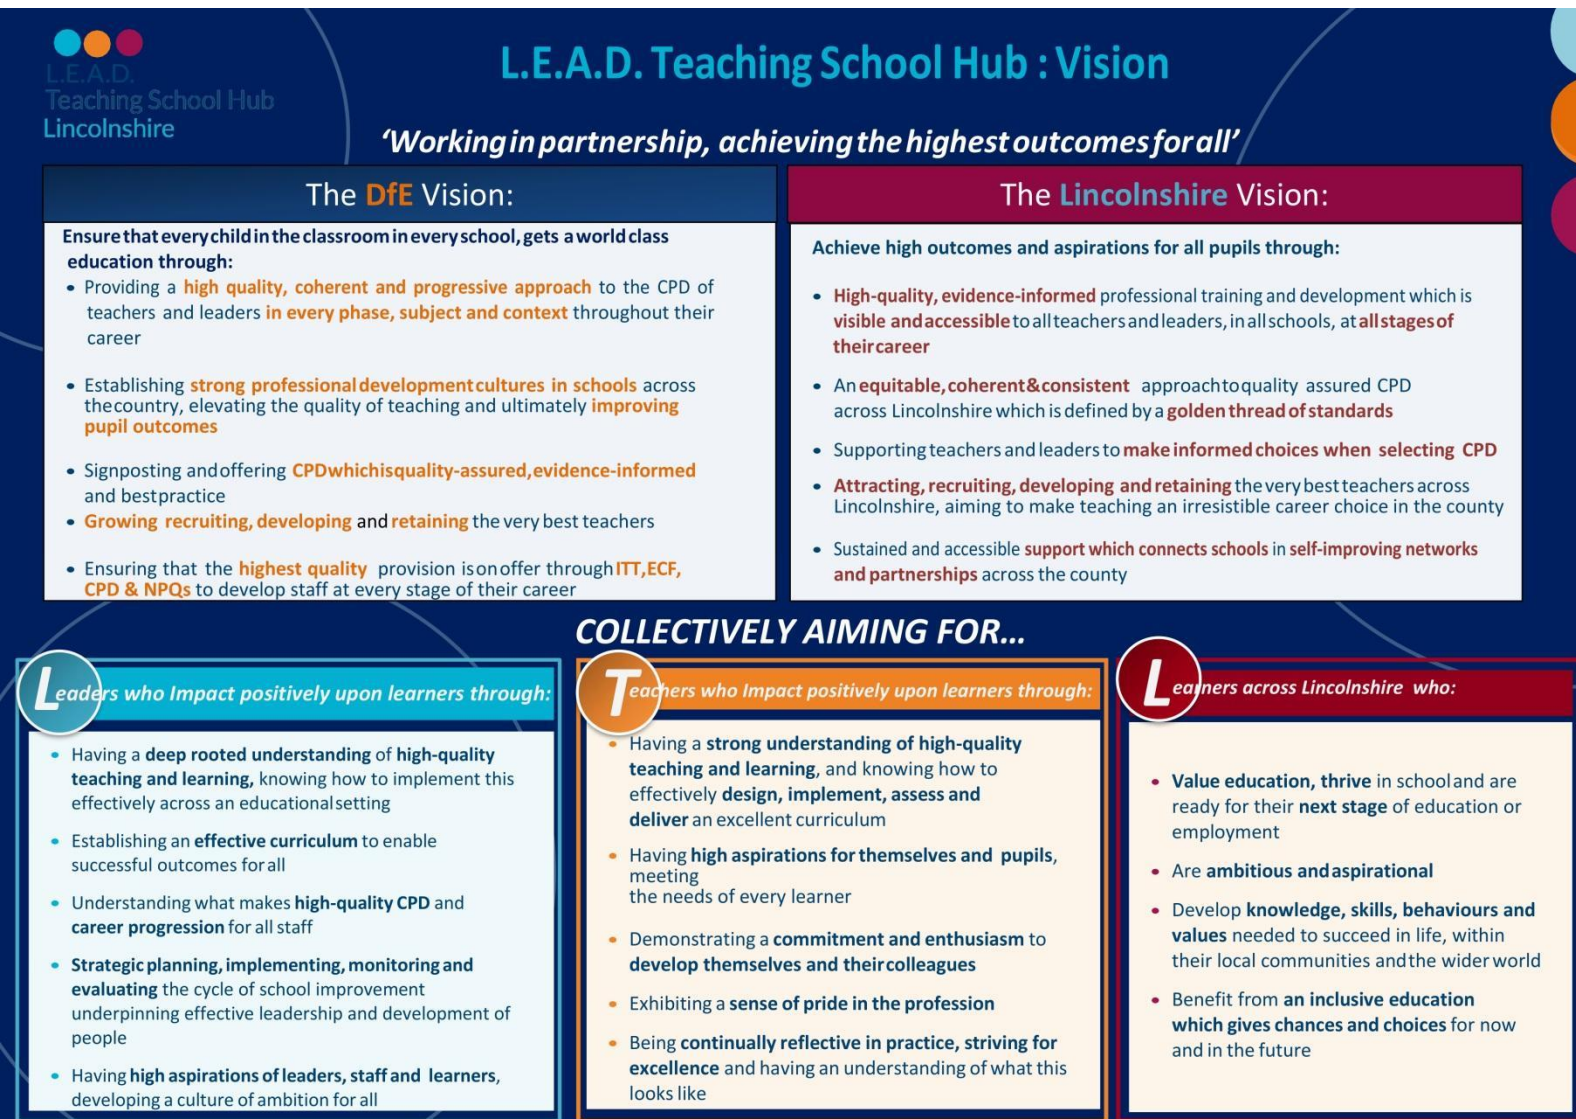 L.E.A.D.
Teaching School Hub
Lincolnshire
L.E.A.D. Teaching School Hub : Vision
‘Working in partnership, achieving the highest outcomes for all’
The DfE Vision:
Ensure that every child in the classroom in every school, gets a world class
education through:
• Providing a high quality, coherent and progressive approach to the CPD of
teachers and leaders in every phase, subject and context throughout their
career
• Establishing strong professional development cultures in schools across
the country, elevating the quality of teaching and ultimately improving
pupil outcomes
• Signposting and offering CPD which is quality-assured, evidence-informed
and best practice
• Growing recruiting, developing and retaining the very best teachers
• Ensuring that the highest quality provision is on offer through ITT, ECF,
CPD & NPQs to develop staff at every stage of their career
The Lincolnshire Vision:
Achieve high outcomes and aspirations for all pupils through:
• High-quality, evidence-informed professional training and development which is
visible and accessible to all teachers and leaders, in all schools, at all stages of
their career
• An equitable, coherent & consistent approach to quality assured CPD
across Lincolnshire which is defined by a golden thread of standards
• Supporting teachers and leaders to make informed choices when selecting CPD
• Attracting, recruiting, developing and retaining the very best teachers across
Lincolnshire, aiming to make teaching an irresistible career choice in the county
• Sustained and accessible support which connects schools in self-improving networks
and partnerships across the county
COLLECTIVELY AIMING FOR...
Leaders who Impact positively upon learners through:
• Having a deep rooted understanding of high-quality
teaching and learning, knowing how to implement this
effectively across an educational setting
• Establishing an effective curriculum to enable
successful outcomes for all
• Understanding what makes high-quality CPD and
career progression for all staff
• Strategic planning, implementing, monitoring and
evaluating the cycle of school improvement
underpinning effective leadership and development of
people
• Having high aspirations of leaders, staff and learners,
developing a culture of ambition for all
Teachers who Impact positively upon learners through:
• Having a strong understanding of high-quality
teaching and learning, and knowing how to
effectively design, implement, assess and
deliver an excellent curriculum
• Having high aspirations for themselves and pupils,
meeting
the needs of every learner
• Demonstrating a commitment and enthusiasm to
develop themselves and their colleagues
• Exhibiting a sense of pride in the profession
• Being continually reflective in practice, striving for
excellence and having an understanding of what this
looks like
Learners across Lincolnshire who:
• Value education, thrive in school and are
ready for their next stage of education or
employment
• Are ambitious and aspirational
• Develop knowledge, skills, behaviours and
values needed to succeed in life, within
their local communities and the wider world
• Benefit from an inclusive education
which gives chances and choices for now
and in the future